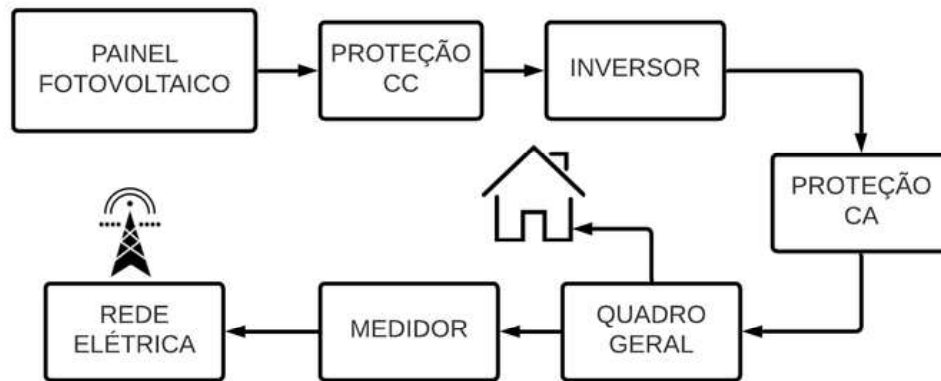 PAINEL
FOTOVOLTAICO
PROTEÇÃO
CC
INVERSOR
PROTEÇÃO
CA
REDE
ELÉTRICA
MEDIDOR
QUADRO
GERAL